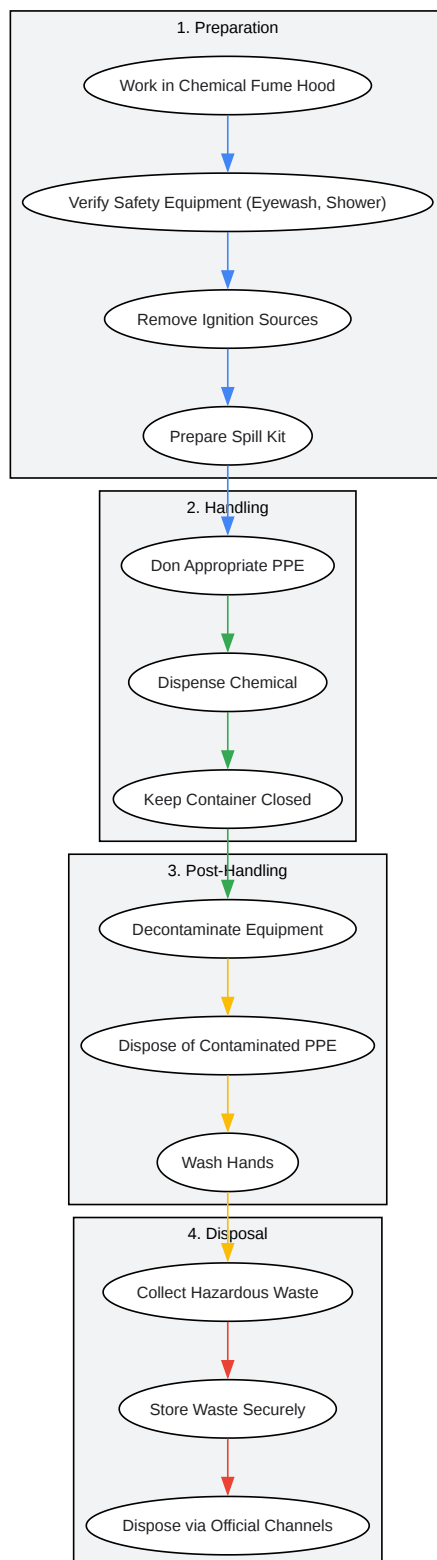 1. Preparation
Work in Chemical Fume Hood
Verify Safety Equipment (Eyewash, Shower)
Remove Ignition Sources
Prepare Spill Kit
2. Handling
Don Appropriate PPE
Dispense Chemical
Keep Container Closed
3. Post-Handling
Decontaminate Equipment
Dispose of Contaminated PPE
Wash Hands
4. Disposal
Collect Hazardous Waste
Store Waste Securely
Dispose via Official Channels